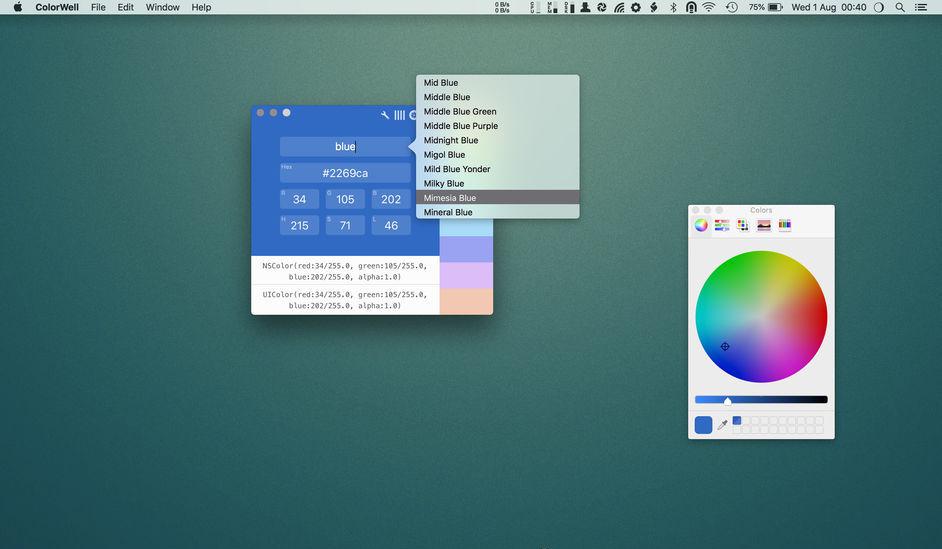 ColorWell File Edit Window Help
0 B/s
0 B/s
75% Wed 1 Aug 00:40
Mid Blue
Middle Blue
Middle Blue Green
Middle Blue Purple
Midnight Blue
Migol Blue
Mild Blue Yonder
Milky Blue
Mimesia Blue
Mineral Blue
blue
Hex
#2269ca
R
34
G
105
B
202
H
215
S
71
L
46
NSColor(red:34/255.0, green:105/255.0,
blue:202/255.0, alpha:1.0)
UIColor(red:34/255.0, green:105/255.0,
blue:202/255.0, alpha:1.0)
Colors